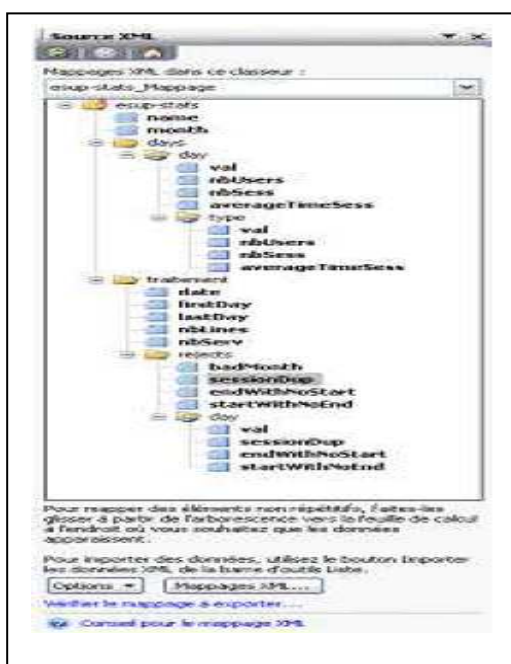 Source XML
Mappages XML dans ce classeur :
esup-stats_Mappage
esup-stats
name
month
days
day
val
nbUsers
nbSess
averageTimeSess
type
val
nbUsers
nbSess
averageTimeSess
traitement
date
firstDay
lastDay
nbLines
nbServ
rejects
badMonth
sessionDup
endWithNoStart
startWithNoEnd
day
val
sessionDup
endWithNoStart
startWithNoEnd
Pour mapper des éléments non répétitifs, faites-les
glisser à partir de l'arborescence vers la feuille de calcul
à l'endroit où vous souhaitez que les données
apparaissent.
Pour importer des données, utilisez le bouton Importer
les données XML de la barre d'outils Liste.
Options
Mappages XML...
Vérifier le mappage à exporter...
Conseil pour le mappage XML